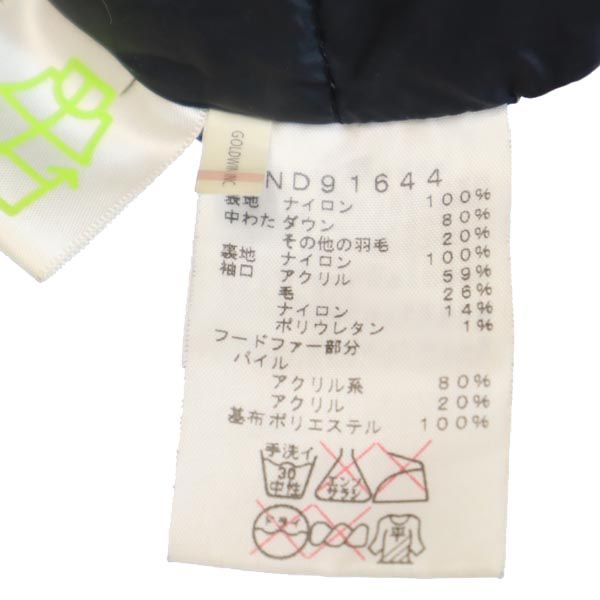 GOLDWIN INC
ND91644
表地 ナイロン 100%
中わた ダウン 80%
その他の羽毛 20%
裏地 ナイロン 100%
袖口 アクリル 59%
毛 26%
ナイロン 14%
ポリウレタン 1%
フードファー部分
パイル
アクリル系 80%
アクリル 20%
基布ポリエステル 100%
手洗イ
30
中性
エンソ
サラシ
ドライ
平